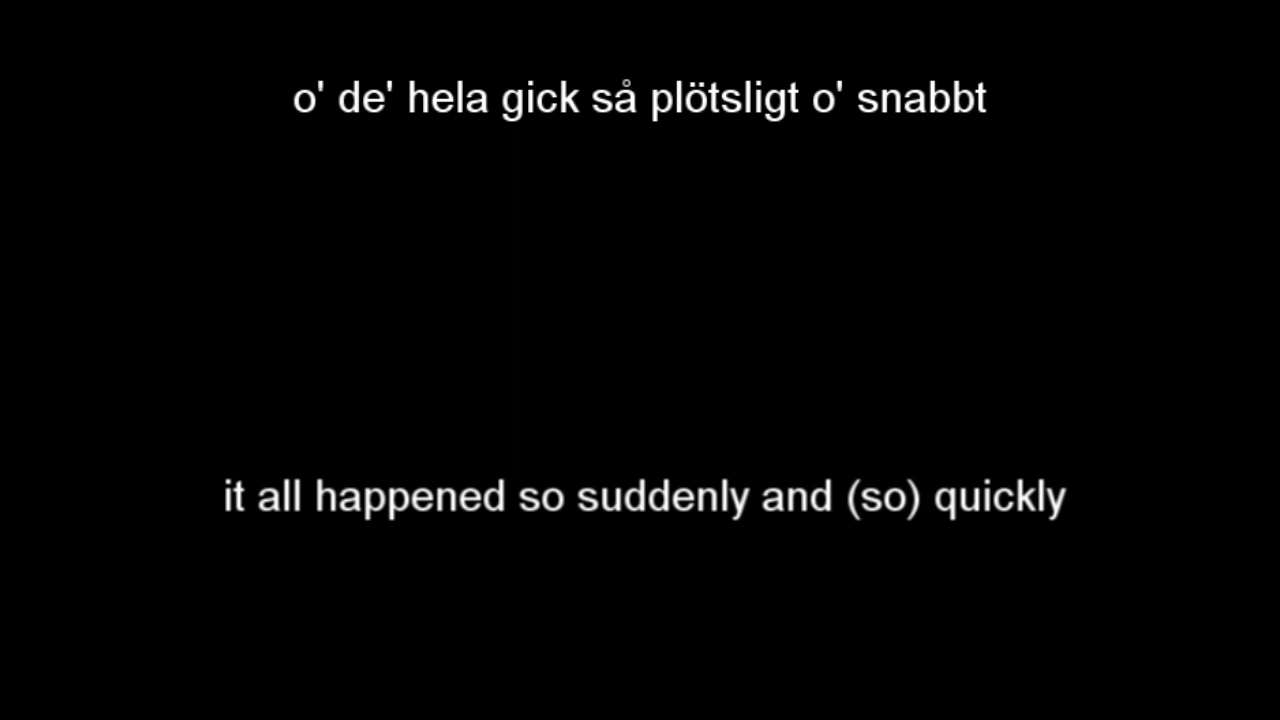 o' de' hela gick så plötsligt o' snabbt
it all happened so suddenly and (so) quickly